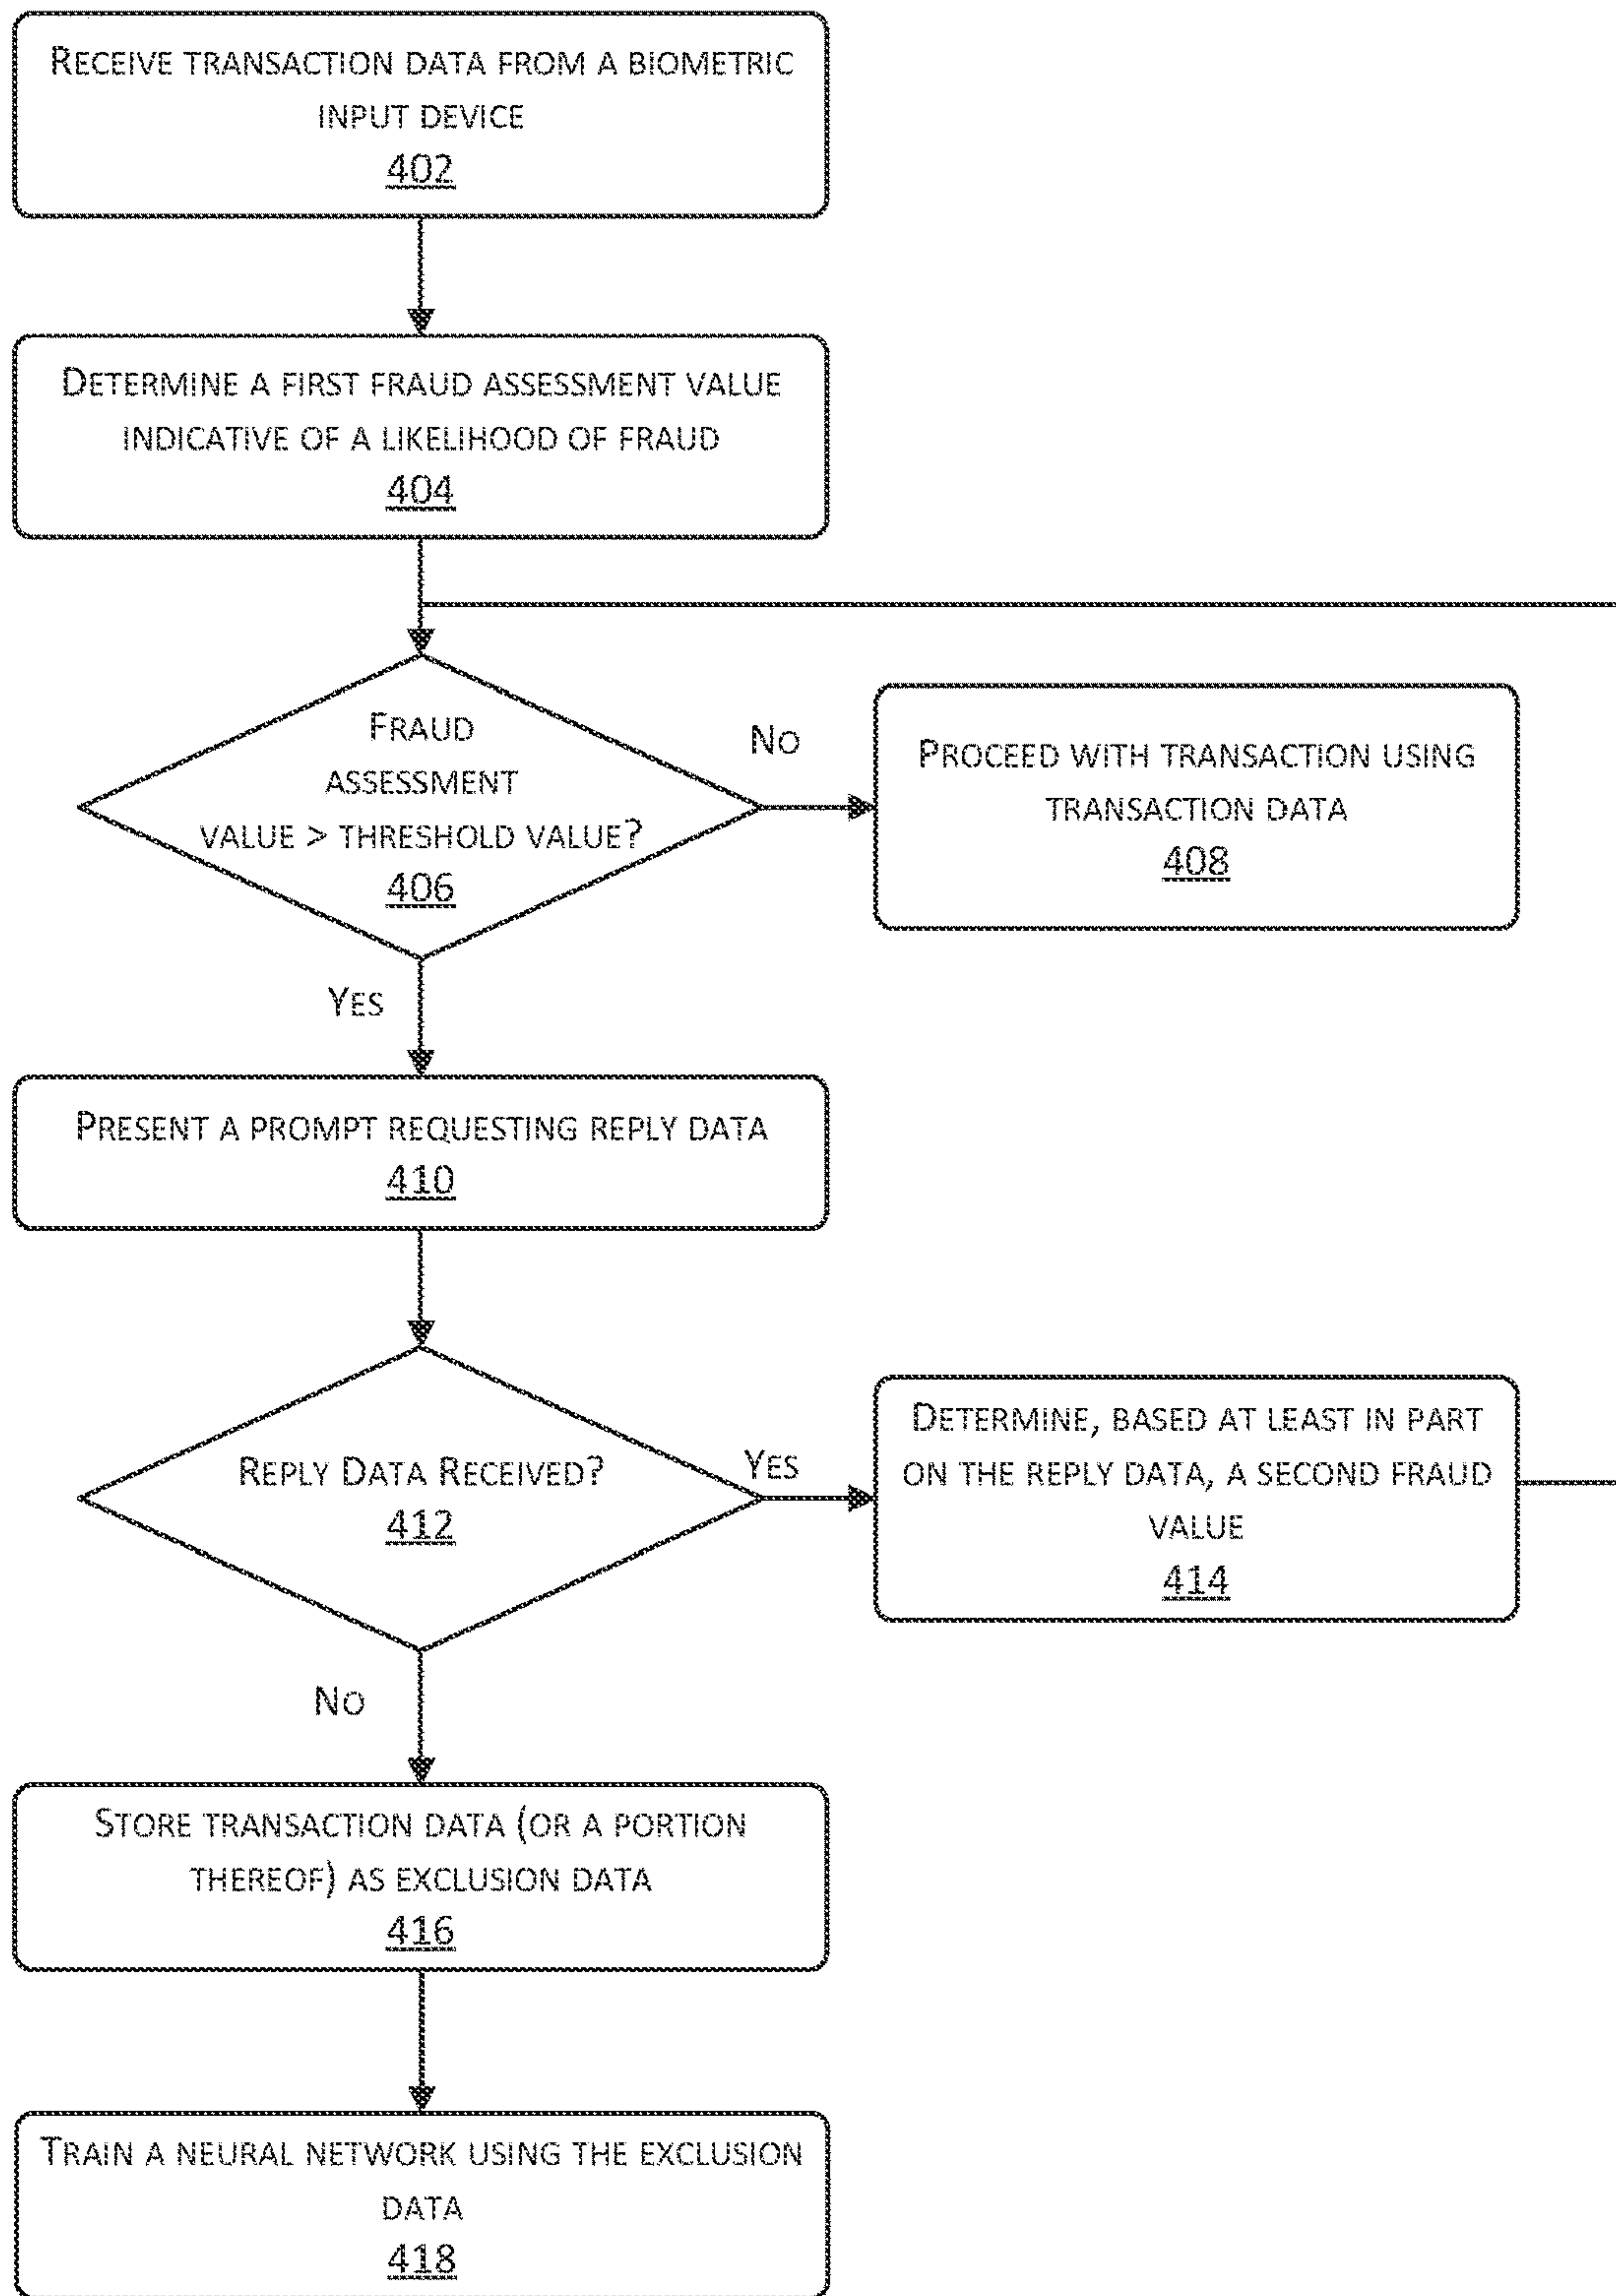 RECEIVE TRANSACTION DATA FROM A BIOMETRIC
INPUT DEVICE
402
DETERMINE A FIRST FRAUD ASSESSMENT VALUE
INDICATIVE OF A LIKELIHOOD OF FRAUD
404
FRAUD
ASSESSMENT
VALUE > THRESHOLD VALUE?
406
NO
PROCEED WITH TRANSACTION USING
TRANSACTION DATA
408
YES
PRESENT A PROMPT REQUESTING REPLY DATA
410
REPLY DATA RECEIVED?
412
YES
DETERMINE, BASED AT LEAST IN PART
ON THE REPLY DATA, A SECOND FRAUD
VALUE
414
NO
STORE TRANSACTION DATA (OR A PORTION
THEREOF) AS EXCLUSION DATA
416
TRAIN A NEURAL NETWORK USING THE EXCLUSION
DATA
418